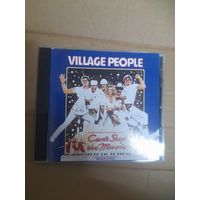 VILLAGE PEOPLE
Can't Stop
the Music